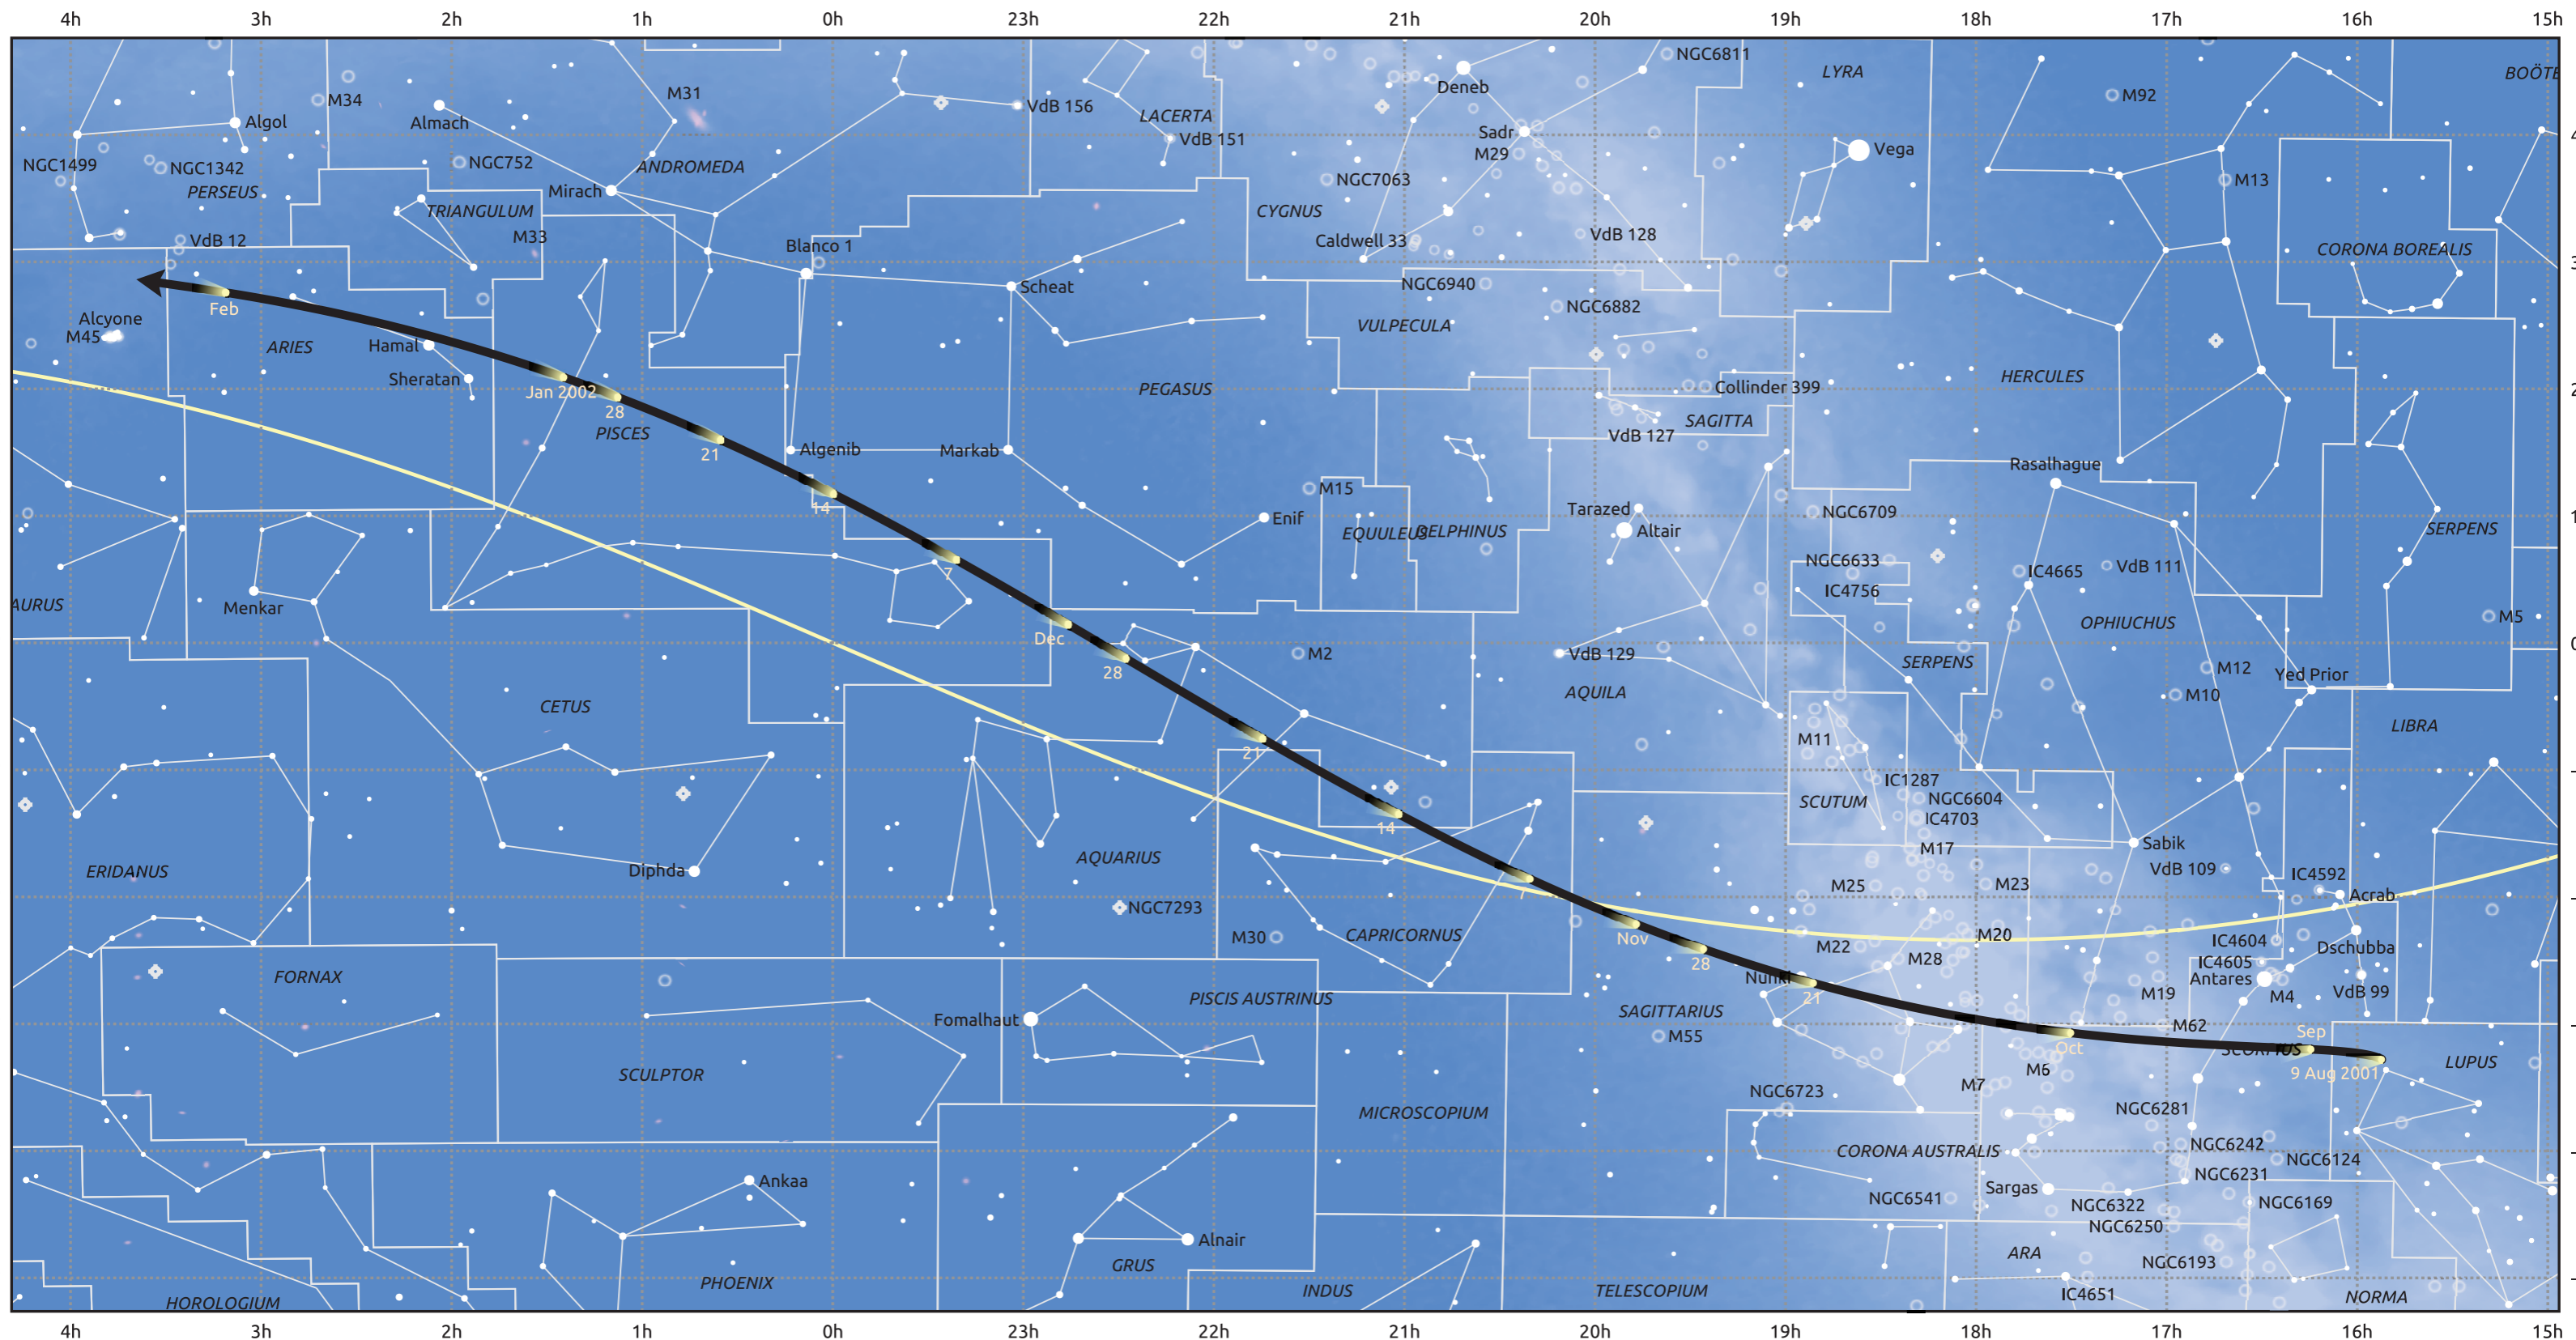 4h 3h 2h 1h 0h 23h 22h 21h 20h 19h 18h 17h 16h 15h
NGC6811
LYRA
BOÖTE
Deneb
M34
M31
VdB 156
M92
Algol
Almach
LACERTA
VdB 151
Sadr
M29
Vega
NGC1499
NGC1342
NGC752
ANDROMEDA
PERSEUS
Mirach
NGC7063
M13
TRIANGULUM
CYGNUS
M33
VdB 12
Blanco 1
Caldwell 33
VdB 128
CORONA BOREALIS
Scheat
NGC6940
NGC6882
Feb
Alcyone
M45
VULPECULA
ARIES
Hamal
Sheratan
Jan 2002
28
PEGASUS
Collinder 399
HERCULES
SAGITTA
PISCES
VdB 127
21
Algenib
Markab
Rasalhague
M15
14
Enif
EQUULEUS
DELPHINUS
Tarazed
Altair
NGC6709
SERPENS
NGC6633
IC4665
VdB 111
7
IC4756
AURUS
Menkar
M5
OPHIUCHUS
Dec
M2
VdB 129
SERPENS
M12
Yed Prior
28
M10
AQUILA
CETUS
LIBRA
M11
21
IC1287
SCUTUM
NGC6604
IC4703
14
M17
Sabik
ERIDANUS
Diphda
AQUARIUS
VdB 109
IC4592
M25
M23
Acrab
7
NGC7293
M30
CAPRICORNUS
Nov
M22
M20
IC4604
Dschubba
28
M28
IC4605
FORNAX
Nunki
Antares
M19
M4
VdB 99
21
PISCIS AUSTRINUS
SAGITTARIUS
Fomalhaut
M55
M62
Sep
Oct
SCORPIUS
LUPUS
SCULPTOR
M6
9 Aug 2001
M7
NGC6723
MICROSCOPIUM
NGC6281
CORONA AUSTRALIS
NGC6242
NGC6124
Ankaa
Sargas
NGC6231
NGC6541
NGC6322
NGC6169
NGC6250
Alnair
ARA
NGC6193
GRUS
PHOENIX
INDUS
TELESCOPIUM
IC4651
NORMA
HOROLOGIUM
4h 3h 2h 1h 0h 23h 22h 21h 20h 19h 18h 17h 16h 15h